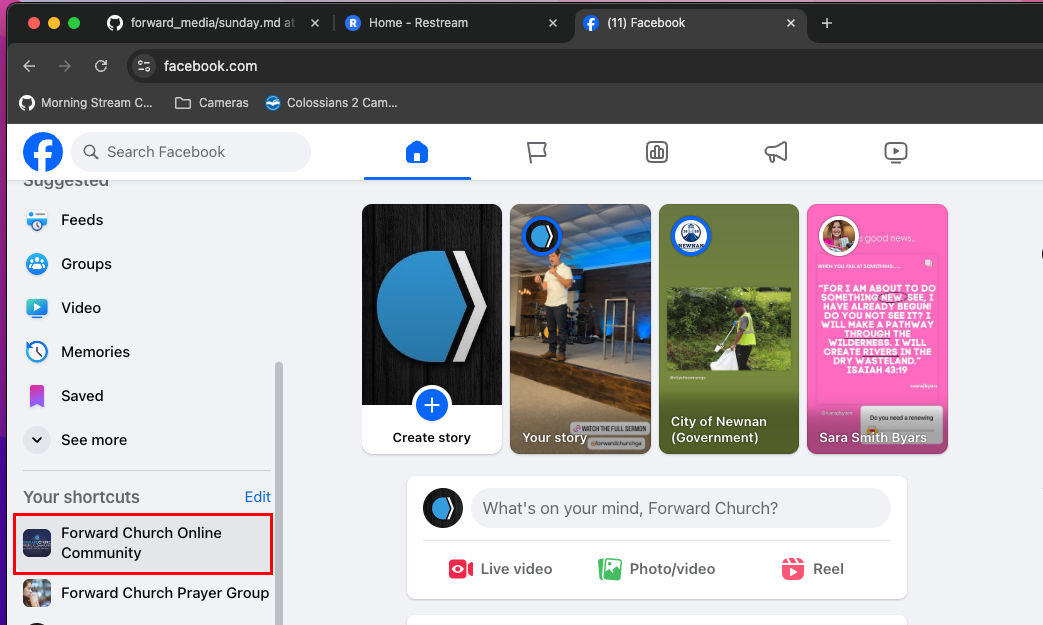 forward_media/sunday.md at
Home - Restream
(11) Facebook
facebook.com
Morning Stream C...
Cameras
Colossians 2 Cam...
Search Facebook
Suggested
Feeds
Groups
Video
Memories
Saved
See more
Your shortcuts
Edit
Forward Church Online
Community
Forward Church Prayer Group
Create story
WATCH THE FULL SERMON
@forwardchurchga
Your story
NEWNAN
City of Newnan
(Government)
s good news...
WHEN YOU FAIL AT SOMETHING....
"FOR I AM ABOUT TO DO
SOMETHING NEW SEE, I
HAVE ALREADY BEGUN!
DO YOU NOT SEE IT? I
WILL MAKE A PATHWAY
THROUGH THE
WILDERNESS. I WILL
CREATE RIVERS IN THE
DRY WASTELAND."
ISAIAH 43:19
Do you need a renewing
Sara Smith Byars
What's on your mind, Forward Church?
Live video
Photo/video
Reel